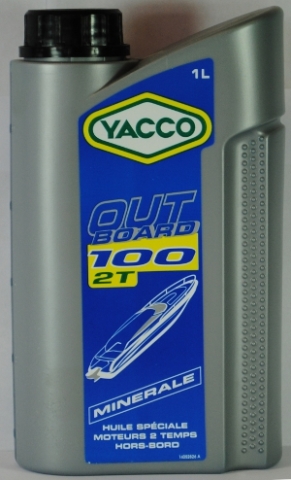 1L
YACCO
OUT
BOARD
100
2T
MINERALE
HUILE SPÉCIALE
MOTEURS 2 TEMPS
HORS-BORD